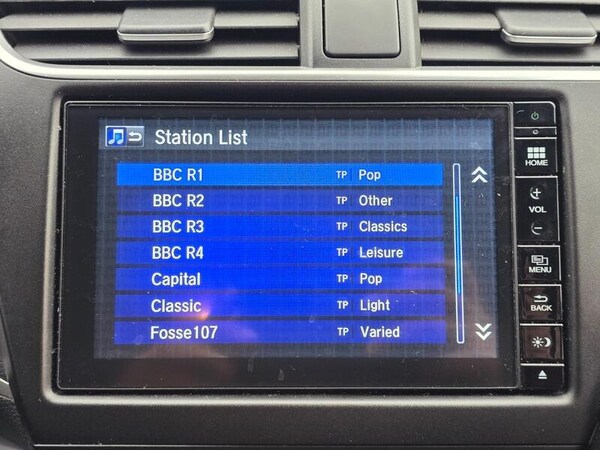 Station List
BBC R1 TP Pop
BBC R2 TP Other
BBC R3 TP Classics
BBC R4 TP Leisure
Capital TP Pop
Classic TP Light
Fosse107 TP Varied
HOME
+
VOL
-
MENU
BACK